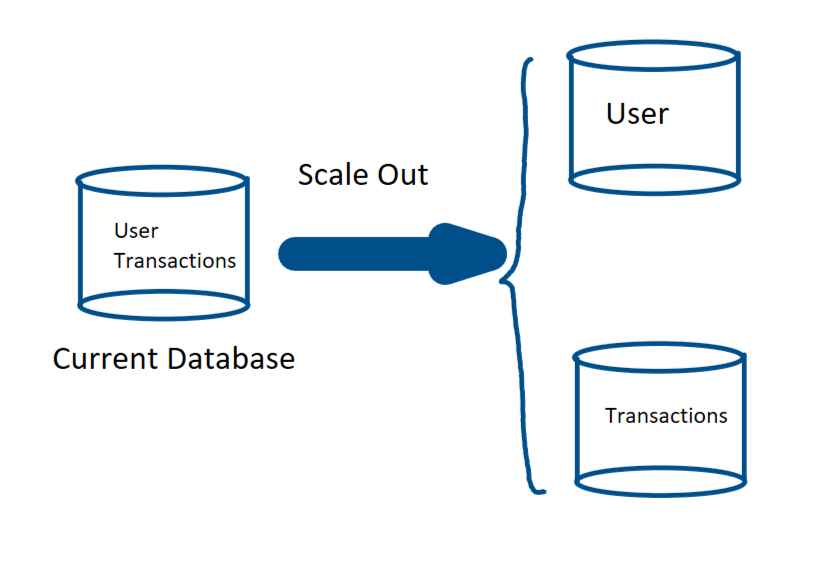 User
Transactions
Current Database
Scale Out
User
Transactions